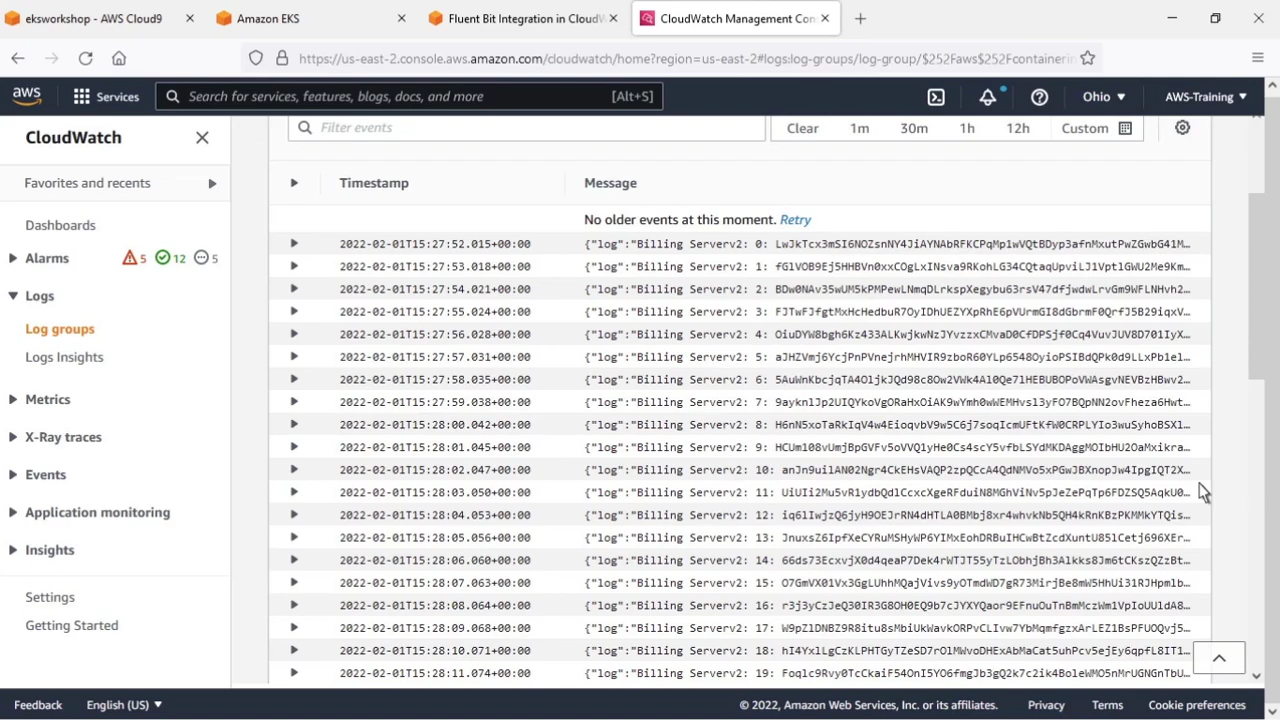 eksworkshop - AWS Cloud9
Amazon EKS
Fluent Bit Integration in CloudW
CloudWatch Management Con
https://us-east-2.console.aws.amazon.com/cloudwatch/home?region=us-east-2#logs:log-groups/log-group/$252Faws$252Fcontainerin
aws
Services
Search for services, features, blogs, docs, and more
[Alt+S]
Ohio
AWS-Training
CloudWatch
Favorites and recents
Dashboards
Alarms
5
12
5
Logs
Log groups
Logs Insights
Metrics
X-Ray traces
Events
Application monitoring
Insights
Settings
Getting Started
Filter events
Clear
1m
30m
1h
12h
Custom
Timestamp
Message
No older events at this moment. Retry
2022-02-01T15:27:52.015+00:00 {"log":"Billing Serverv2: 0:
2022-02-01T15:27:53.018+00:00 {"log":"Billing Serverv2: 1:
2022-02-01T15:27:54.021+00:00 {"log":"Billing Serverv2: 2:
2022-02-01T15:27:55.024+00:00 {"log":"Billing Serverv2: 3:
2022-02-01T15:27:56.028+00:00 {"log":"Billing Serverv2: 4:
2022-02-01T15:27:57.031+00:00 {"log":"Billing Serverv2: 5:
2022-02-01T15:27:58.035+00:00 {"log":"Billing Serverv2: 6:
2022-02-01T15:27:59.038+00:00 {"log":"Billing Serverv2: 7:
2022-02-01T15:28:00.042+00:00 {"log":"Billing Serverv2: 8:
2022-02-01T15:28:01.045+00:00 {"log":"Billing Serverv2: 9:
2022-02-01T15:28:02.047+00:00 {"log":"Billing Serverv2: 10:
2022-02-01T15:28:03.050+00:00 {"log":"Billing Serverv2: 11:
2022-02-01T15:28:04.053+00:00 {"log":"Billing Serverv2: 12:
2022-02-01T15:28:05.056+00:00 {"log":"Billing Serverv2: 13:
2022-02-01T15:28:06.060+00:00 {"log":"Billing Serverv2: 14:
2022-02-01T15:28:07.063+00:00 {"log":"Billing Serverv2: 15:
2022-02-01T15:28:08.064+00:00 {"log":"Billing Serverv2: 16:
2022-02-01T15:28:09.068+00:00 {"log":"Billing Serverv2: 17:
2022-02-01T15:28:10.071+00:00 {"log":"Billing Serverv2: 18:
2022-02-01T15:28:11.074+00:00 {"log":"Billing Serverv2: 19:
Feedback
English (US)
© 2022, Amazon Web Services, Inc. or its affiliates.
Privacy
Terms
Cookie preferences